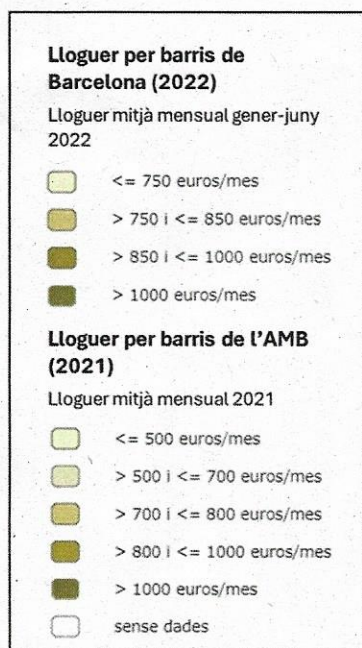 Lloguer per barris de
Barcelona (2022)
Lloguer mitjà mensual gener-juny
2022
<= 750 euros/mes
> 750 i <= 850 euros/mes
> 850 i <= 1000 euros/mes
> 1000 euros/mes
Lloguer per barris de l'AMB
(2021)
Lloguer mitjà mensual 2021
<= 500 euros/mes
> 500 i <= 700 euros/mes
> 700 i <= 800 euros/mes
> 800 i <= 1000 euros/mes
> 1000 euros/mes
sense dades